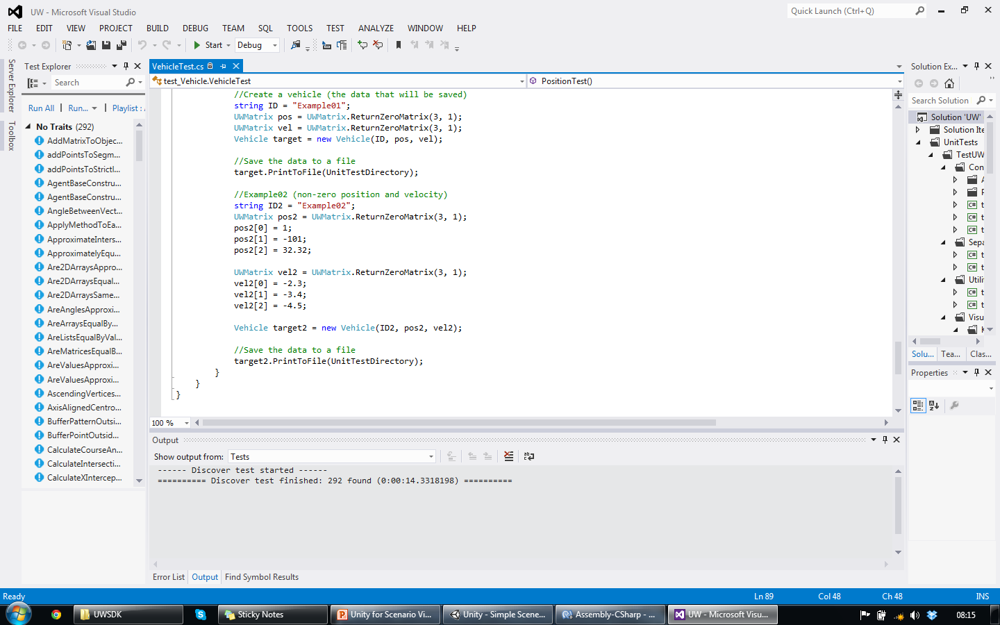 UW - Microsoft Visual Studio
Quick Launch (Ctrl+Q)
FILE EDIT VIEW PROJECT BUILD DEBUG TEAM SQL TOOLS TEST ANALYZE WINDOW HELP
Start Debug
Server Explorer
Toolbox
Test Explorer
Search
Run All | Run... | Playlist :
No Traits (292)
AddMatrixToObjec...
addPointsToSegm...
addPointsToStrictl...
AgentBaseConstru...
AgentBaseConstru...
AngleBetweenVect...
ApplyMethodToEa...
ApproximateInters...
ApproximatelyEqu...
Are2DArraysAppro...
Are2DArraysEqual...
Are2DArraysSame...
AreAnglesApproxi...
AreArraysEqualBy...
AreListsEqualByVal...
AreMatricesEqualB...
AreValuesApproxi...
AreValuesApproxi...
AscendingVertices...
AxisAlignedCentro...
BufferPatternOutsi...
BufferPointOutsid...
CalculateCourseAn...
CalculateIntersecti...
CalculateXIntercep...
VehicleTest.cs
test_Vehicle.VehicleTest
PositionTest()
//Create a vehicle (the data that will be saved)
string ID = "Example01";
UWMatrix pos = UWMatrix.ReturnZeroMatrix(3, 1);
UWMatrix vel = UWMatrix.ReturnZeroMatrix(3, 1);
Vehicle target = new Vehicle(ID, pos, vel);
//Save the data to a file
target.PrintToFile(UnitTestDirectory);
//Example02 (non-zero position and velocity)
string ID2 = "Example02";
UWMatrix pos2 = UWMatrix.ReturnZeroMatrix(3, 1);
pos2[0] = 1;
pos2[1] = -101;
pos2[2] = 32.32;
UWMatrix vel2 = UWMatrix.ReturnZeroMatrix(3, 1);
vel2[0] = -2.3;
vel2[1] = -3.4;
vel2[2] = -4.5;
Vehicle target2 = new Vehicle(ID2, pos2, vel2);
//Save the data to a file
target2.PrintToFile(UnitTestDirectory);
}
}
}
100 %
Output
Show output from: Tests
------ Discover test started ------
========== Discover test finished: 292 found (0:00:14.3318198) ==========
Error List Output Find Symbol Results
Solution Ex...
Search Solution
Solution 'UW'
Solution Ite
UnitTests
TestUW
Con
C# t
C# t
C# t
Sepa
C# t
C# t
Utili
C# t
C# t
Visu
Solu... Tea... Clas...
Properties
Ready Ln 89 Col 48 Ch 48 INS
UWSDK
Sticky Notes
Unity for Scenario Vi...
Unity - Simple Scene...
Assembly-CSharp - ...
UW - Microsoft Visu...
08:15